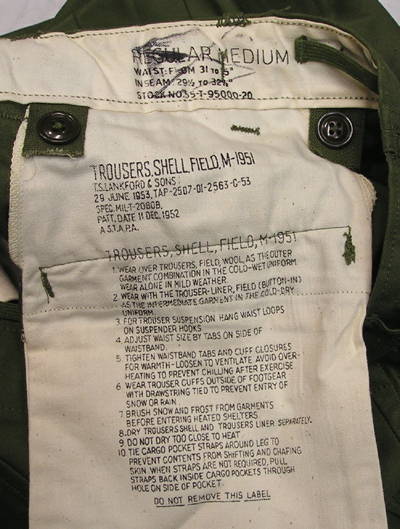 REGULAR MEDIUM
WAIST: FROM 31 TO 35"
INSEAM: 29½ TO 32½"
STOCK NO. 55-T-95000-20
TROUSERS, SHELL, FIELD, M-1951
T.S. LANKFORD & SONS
29 JUNE 1953, TAP-2507-01-2563-C-53
SPEC. MIL-T-2080B,
PATT. DATE 11 DEC. 1952
A.S.T.A.P.A.
TROUSERS, SHELL, FIELD, M-1951
1. WEAR OVER TROUSERS, FIELD, WOOL, AS THE OUTER
GARMENT COMBINATION IN THE COLD-WET UNIFORM.
WEAR ALONE IN MILD WEATHER.
2. WEAR WITH THE TROUSER-LINER, FIELD (BUTTON-IN)
AS THE INTERMEDIATE GARMENT IN THE COLD-DRY
UNIFORM.
3. FOR TROUSER SUSPENSION HANG WAIST LOOPS
ON SUSPENDER HOOKS
4. ADJUST WAIST SIZE BY TABS ON SIDE OF
WAISTBAND.
5. TIGHTEN WAISTBAND TABS AND CUFF CLOSURES
FOR WARMTH-LOOSEN TO VENTILATE AVOID OVER-
HEATING TO PREVENT CHILLING AFTER EXERCISE
6. WEAR TROUSER CUFFS OUTSIDE OF FOOTGEAR
WITH DRAWSTRING TIED TO PREVENT ENTRY OF
SNOW OR RAIN.
7. BRUSH SNOW AND FROST FROM GARMENTS
BEFORE ENTERING HEATED SHELTERS.
8. DRY TROUSERS SHELL AND TROUSERS LINER SEPARATELY.
9. DO NOT DRY TOO CLOSE TO HEAT
10. TIE CARGO POCKET STRAPS AROUND LEG TO
PREVENT CONTENTS FROM SHIFTING AND CHAFING
SKIN. WHEN STRAPS ARE NOT REQUIRED, PULL
STRAPS BACK INSIDE CARGO POCKETS THROUGH
HOLE ON SIDE OF POCKET.
DO NOT REMOVE THIS LABEL